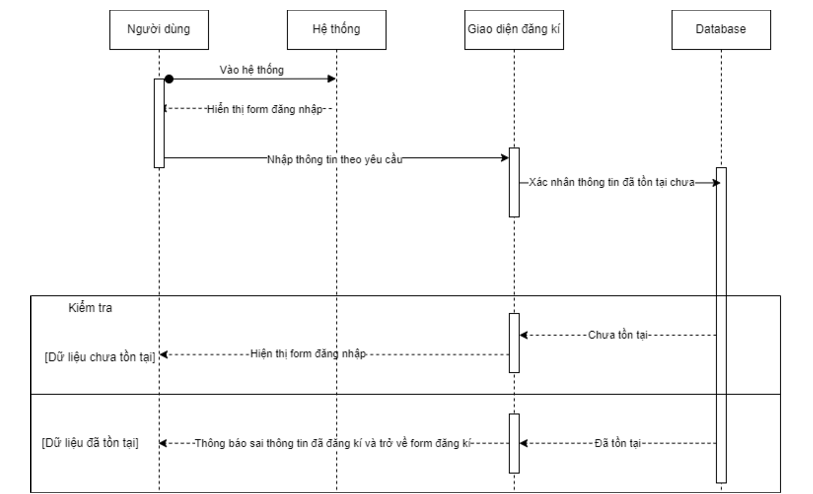 Người dùng
Hệ thống
Giao diện đăng kí
Database
Vào hệ thống
Hiển thị form đăng nhập
Nhập thông tin theo yêu cầu
Xác nhân thông tin đã tồn tại chưa
Kiểm tra
Chưa tồn tại
[Dữ liệu chưa tồn tại]
Hiện thị form đăng nhập
[Dữ liệu đã tồn tại]
Thông báo sai thông tin đã đăng kí và trở về form đăng kí
Đã tồn tại